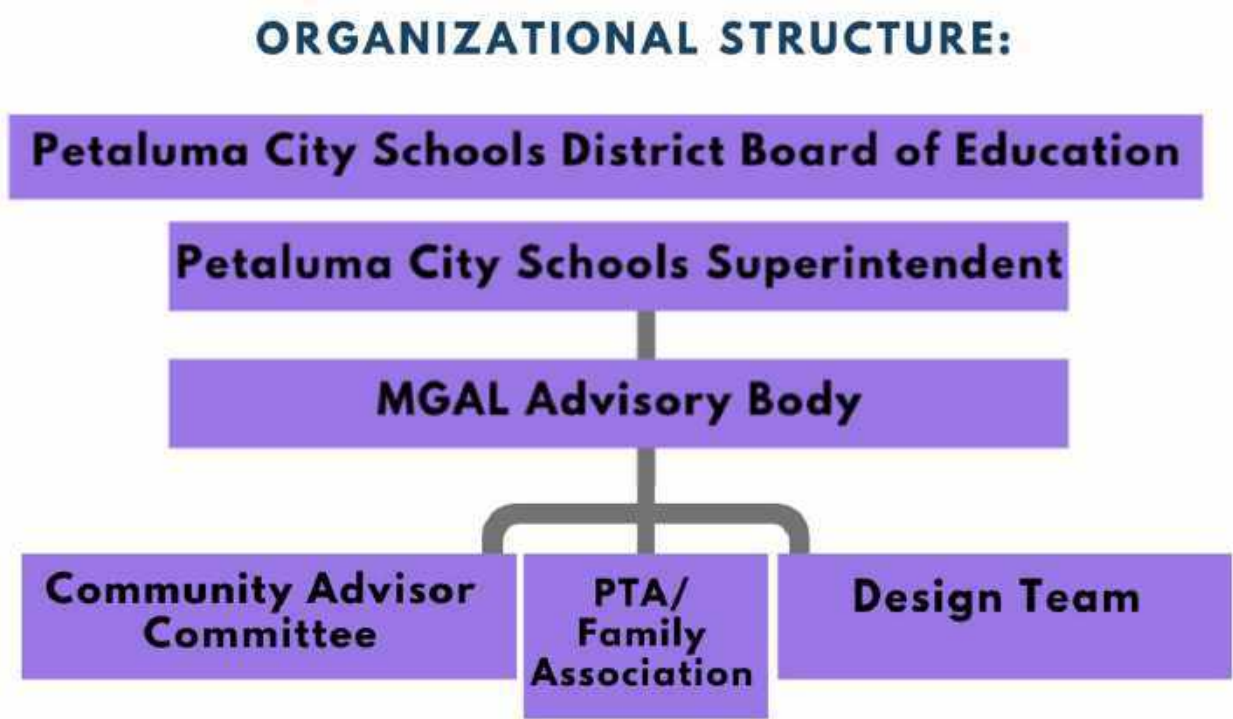 ORGANIZATIONAL STRUCTURE:
Petaluma City Schools District Board of Education
Petaluma City Schools Superintendent
MGAL Advisory Body
Community Advisor
Committee
PTA/
Family
Association
Design Team